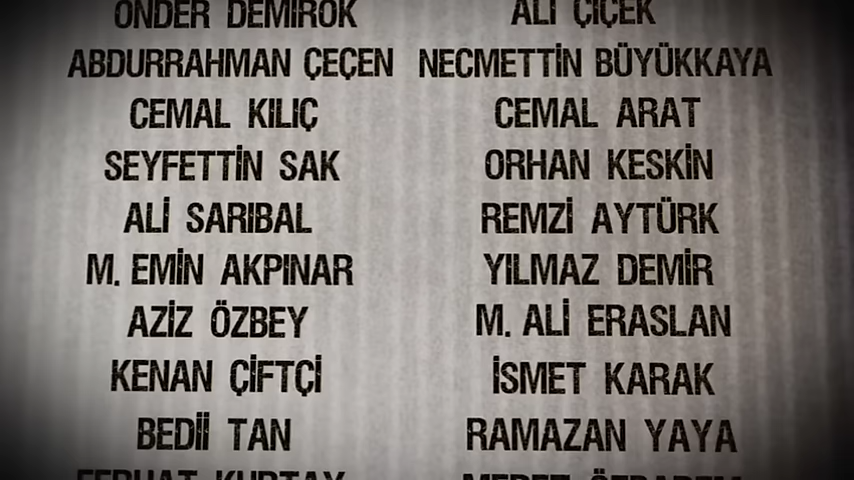 ÖNDER DEMİROK ALİ ÇİÇEK
ABDURRAHMAN ÇEÇEN NECMETTİN BÜYÜKKAYA
CEMAL KILIÇ CEMAL ARAT
SEYFETTİN SAK ORHAN KESKİN
ALİ SARIBAL REMZİ AYTÜRK
M. EMİN AKPINAR YILMAZ DEMİR
AZİZ ÖZBEY M. ALİ ERASLAN
KENAN ÇİFTÇİ İSMET KARAK
BEDİİ TAN RAMAZAN YAYA